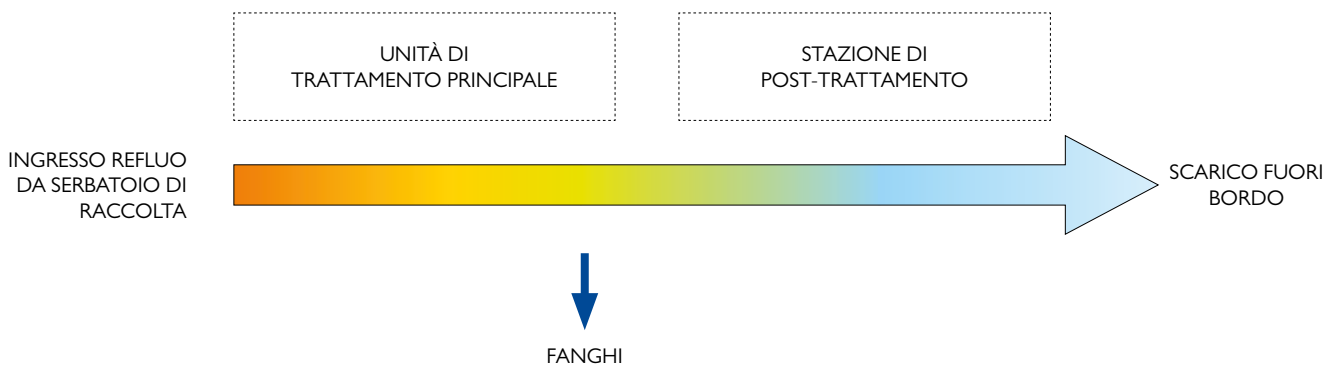 UNITÀ DI
TRATTAMENTO PRINCIPALE
STAZIONE DI
POST-TRATTAMENTO
INGRESSO REFLUO
DA SERBATOIO DI
RACCOLTA
SCARICO FUORI
BORDO
FANGHI